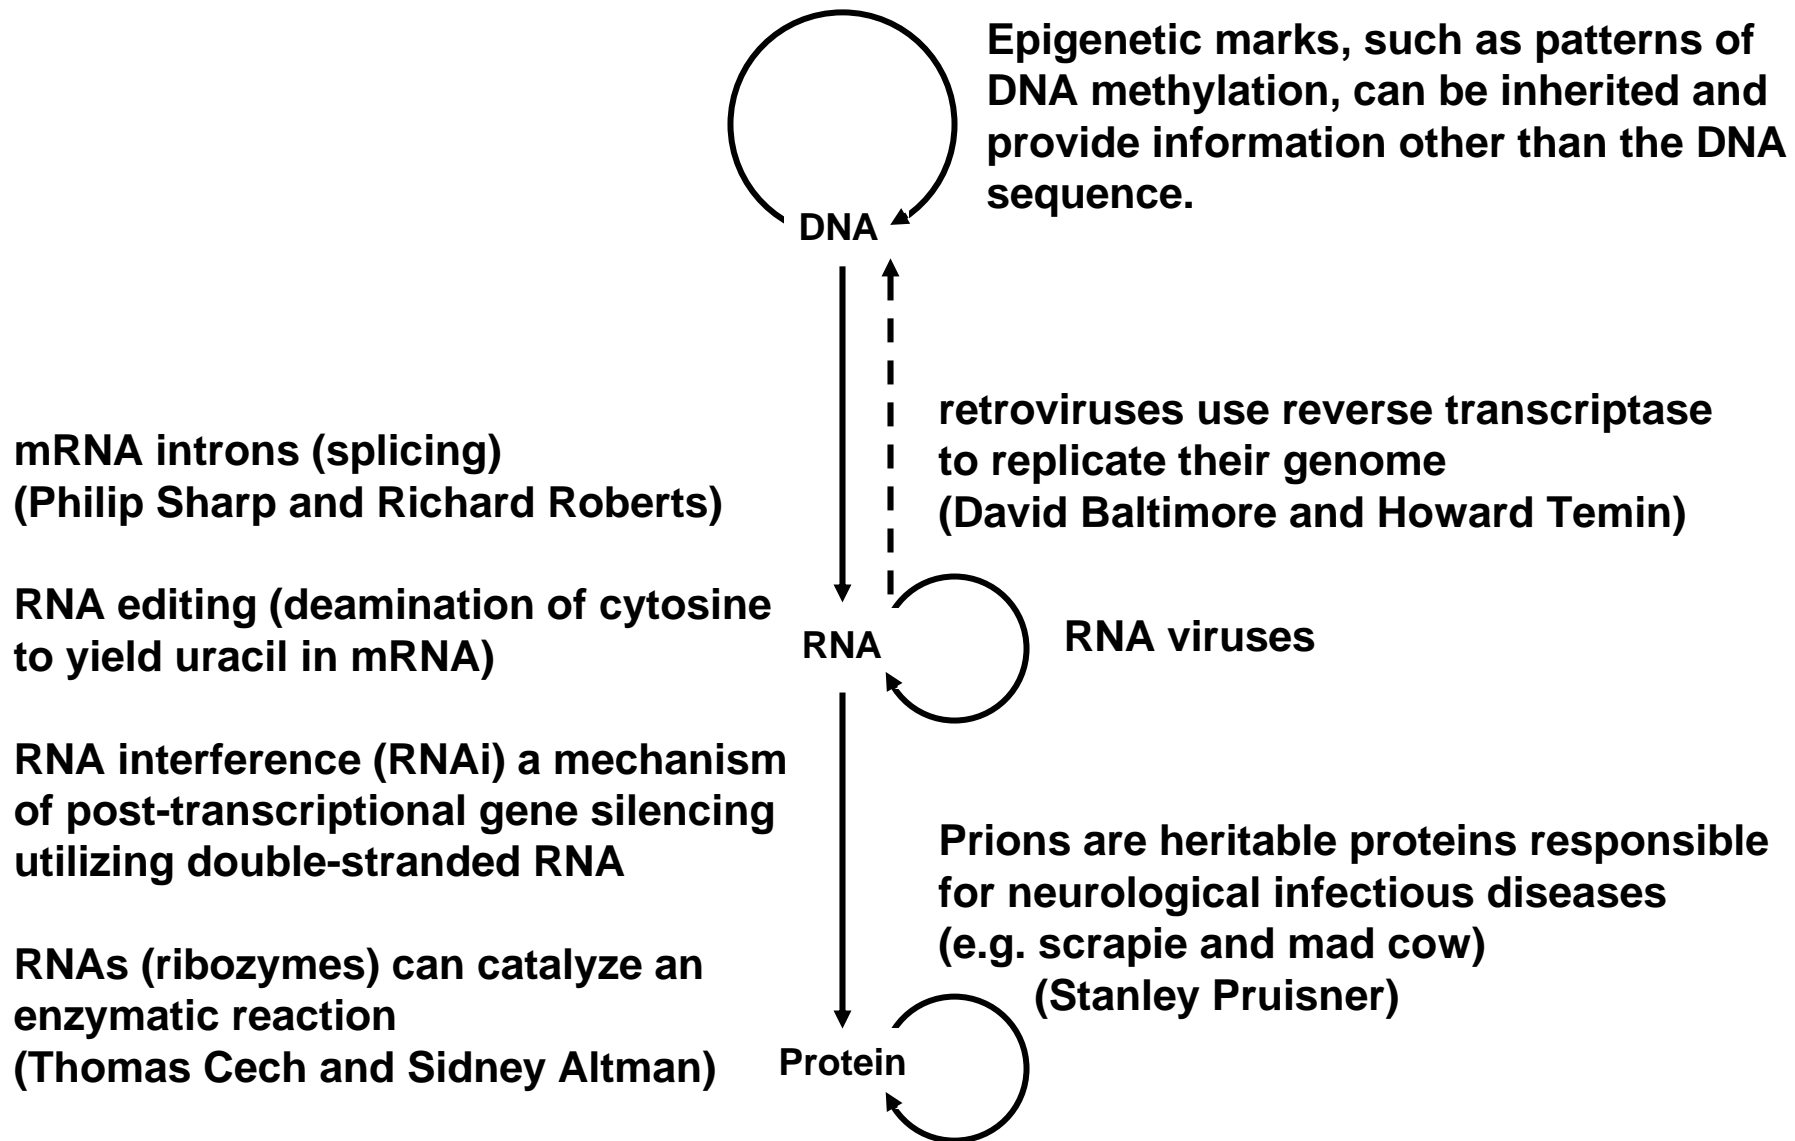 Epigenetic marks, such as patterns of
DNA methylation, can be inherited and
provide information other than the DNA
sequence.
DNA
retroviruses use reverse transcriptase
to replicate their genome
(David Baltimore and Howard Temin)
mRNA introns (splicing)
(Philip Sharp and Richard Roberts)
RNA editing (deamination of cytosine
to yield uracil in mRNA)
RNA
RNA viruses
RNA interference (RNAi) a mechanism
of post-transcriptional gene silencing
utilizing double-stranded RNA
Prions are heritable proteins responsible
for neurological infectious diseases
(e.g. scrapie and mad cow)
(Stanley Pruisner)
RNAs (ribozymes) can catalyze an
enzymatic reaction
(Thomas Cech and Sidney Altman)
Protein